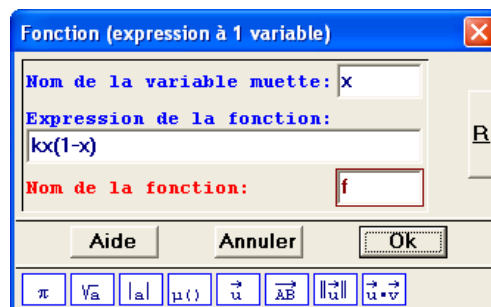 Fonction (expression à 1 variable)
Nom de la variable muette: x
Expression de la fonction:
kx(1-x)
R
Nom de la fonction: f
Aide Annuler Ok
π √a |a| μ() u⃗ AB⃗ ||u⃗|| u⃗·v⃗